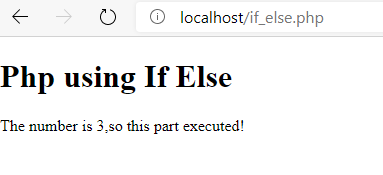 localhost/if_else.php
Php using If Else
The number is 3,so this part executed!